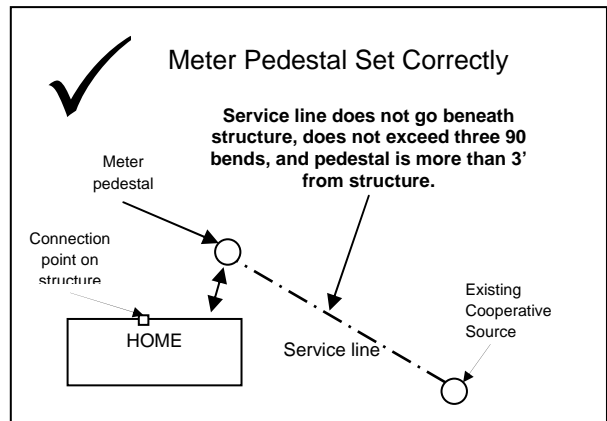 Meter Pedestal Set Correctly
Service line does not go beneath
structure, does not exceed three 90
bends, and pedestal is more than 3’
from structure.
Meter
pedestal
Connection
point on
structure
HOME
Service line
Existing
Cooperative
Source